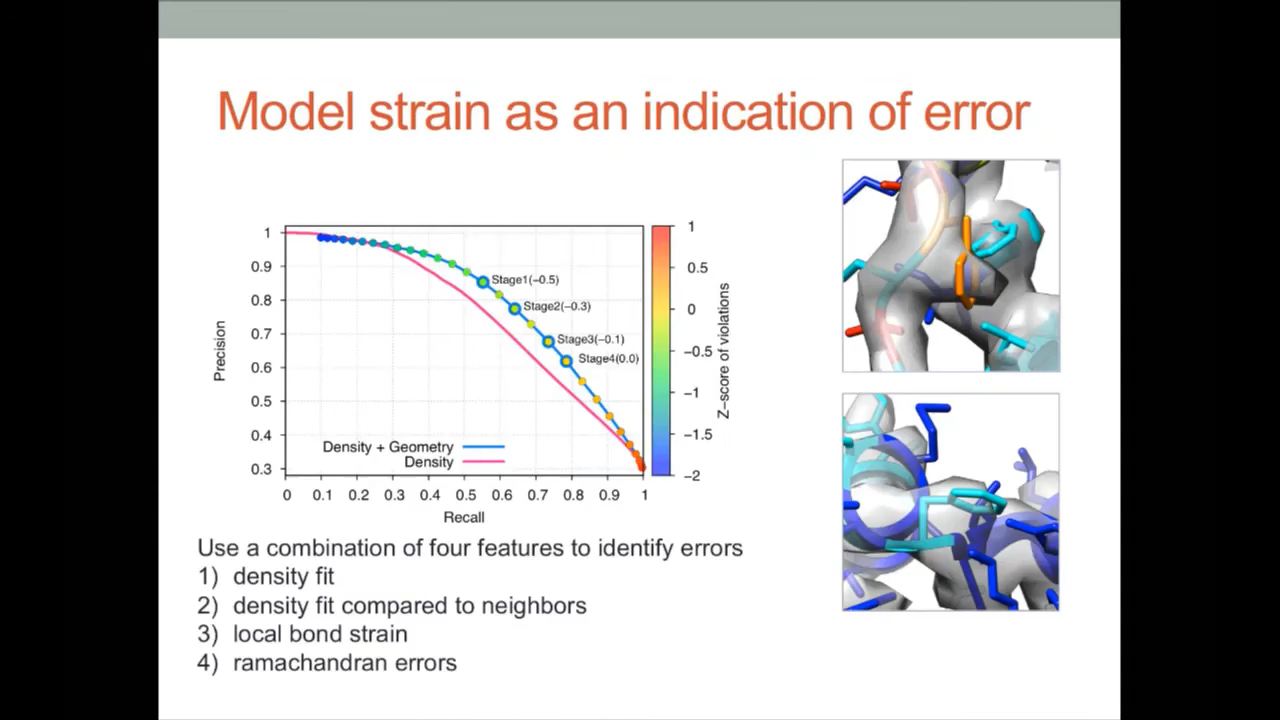 Model strain as an indication of error
1
0.9
0.8
0.7
0.6
0.5
0.4
0.3
Precision
0 0.1 0.2 0.3 0.4 0.5 0.6 0.7 0.8 0.9 1
Recall
Stage1(−0.5)
Stage2(−0.3)
Stage3(−0.1)
Stage4(0.0)
Density + Geometry
Density
1
0.5
0
−0.5
−1
−1.5
−2
Z−score of violations
Use a combination of four features to identify errors
1) density fit
2) density fit compared to neighbors
3) local bond strain
4) ramachandran errors